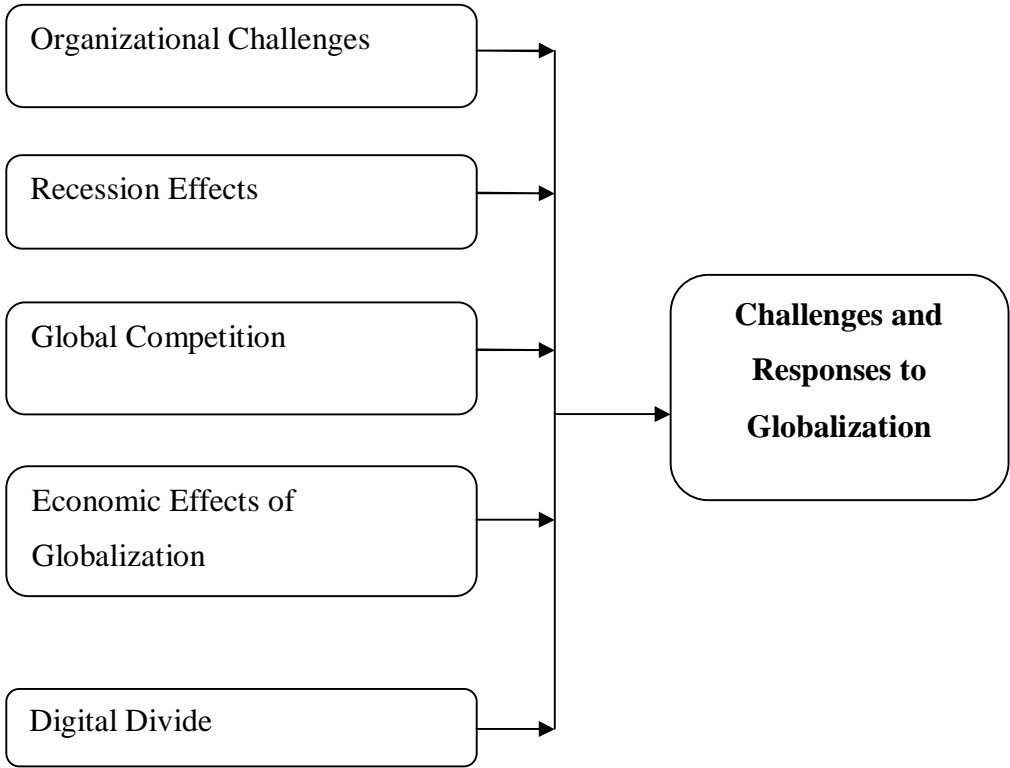 Organizational Challenges
Recession Effects
Global Competition
Economic Effects of
Globalization
Digital Divide
Challenges and
Responses to
Globalization